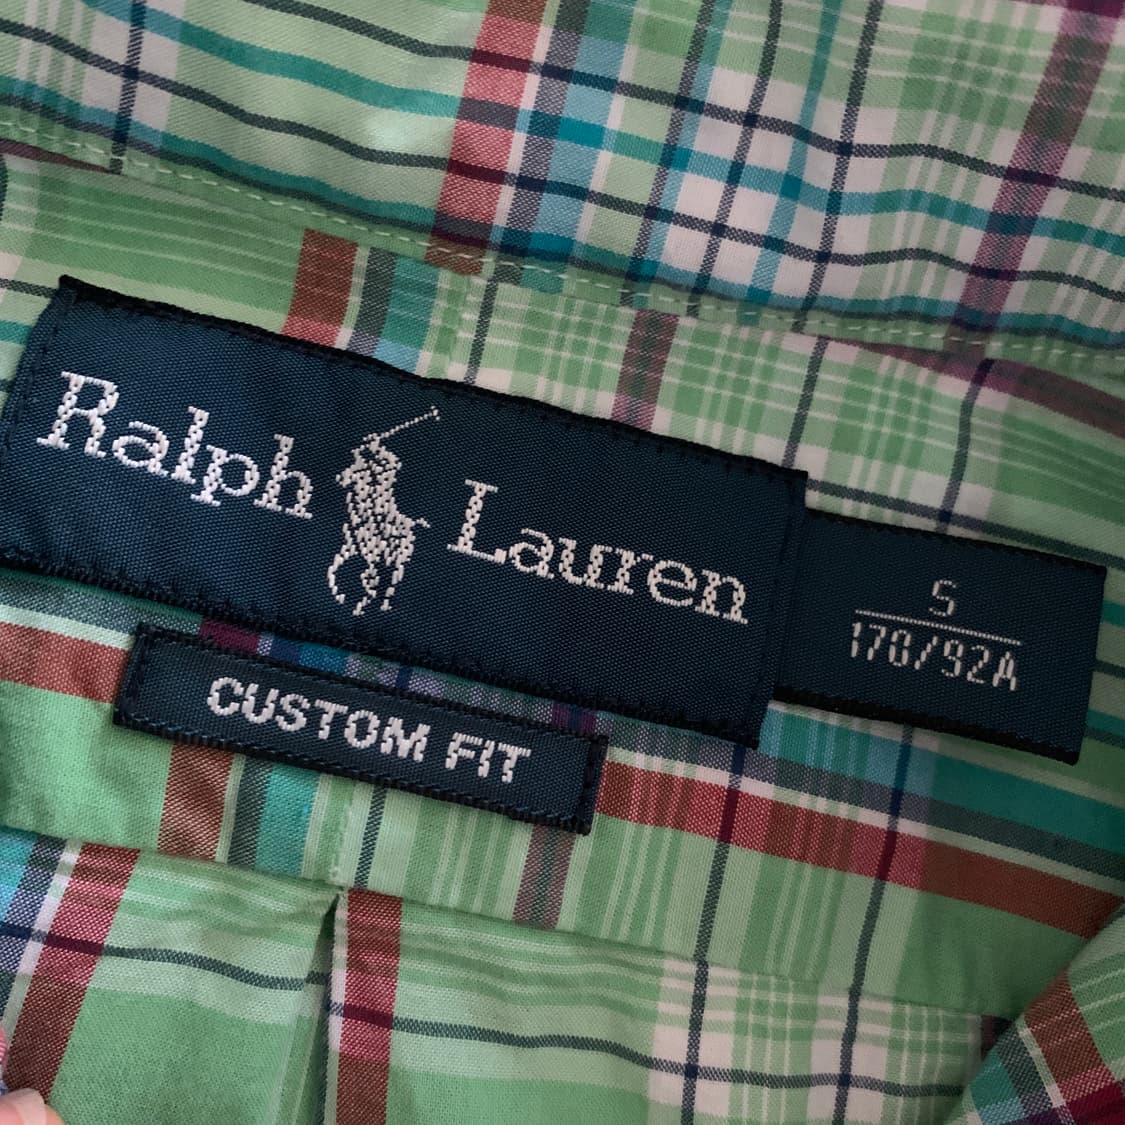 Ralph Lauren
S
170/92A
CUSTOM FIT